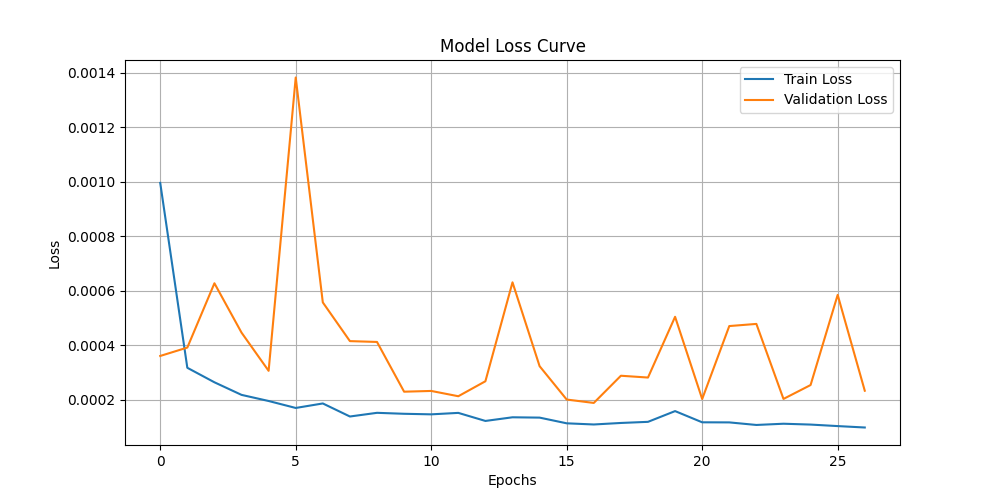 Model Loss Curve
Train Loss
Validation Loss
0.0014
0.0012
0.0010
0.0008
0.0006
0.0004
0.0002
Loss
0 5 10 15 20 25
Epochs